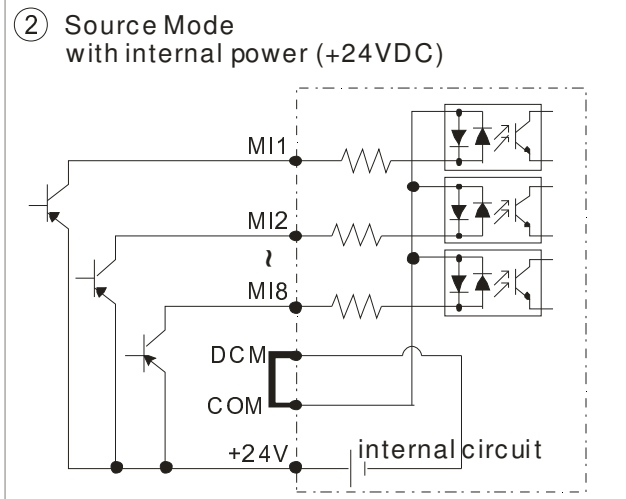 ② Source Mode
with internal power (+24VDC)
MI1
MI2
~
MI8
DCM
COM
+24V
internal circuit